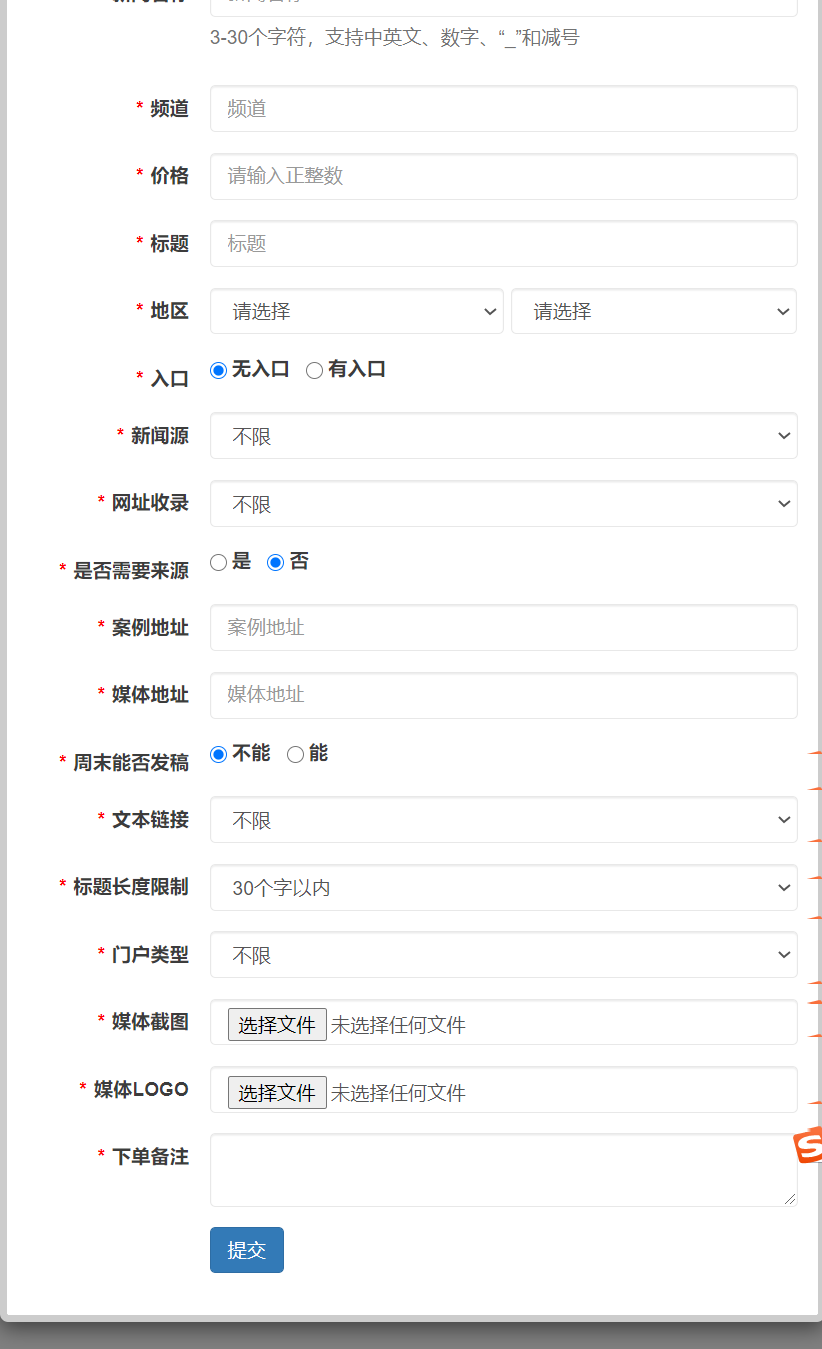 3-30个字符，支持中英文、数字、“_”和减号
* 频道 频道
* 价格 请输入正整数
* 标题 标题
* 地区 请选择 请选择
* 入口 无入口 有入口
* 新闻源 不限
* 网址收录 不限
* 是否需要来源 是 否
* 案例地址 案例地址
* 媒体地址 媒体地址
* 周末能否发稿 不能 能
* 文本链接 不限
* 标题长度限制 30个字以内
* 门户类型 不限
* 媒体截图 选择文件 未选择任何文件
* 媒体LOGO 选择文件 未选择任何文件
* 下单备注
提交